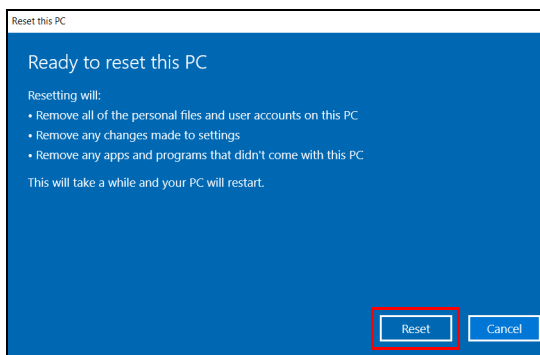 Reset this PC
Ready to reset this PC
Resetting will:
• Remove all of the personal files and user accounts on this PC
• Remove any changes made to settings
• Remove any apps and programs that didn't come with this PC
This will take a while and your PC will restart.
Reset Cancel